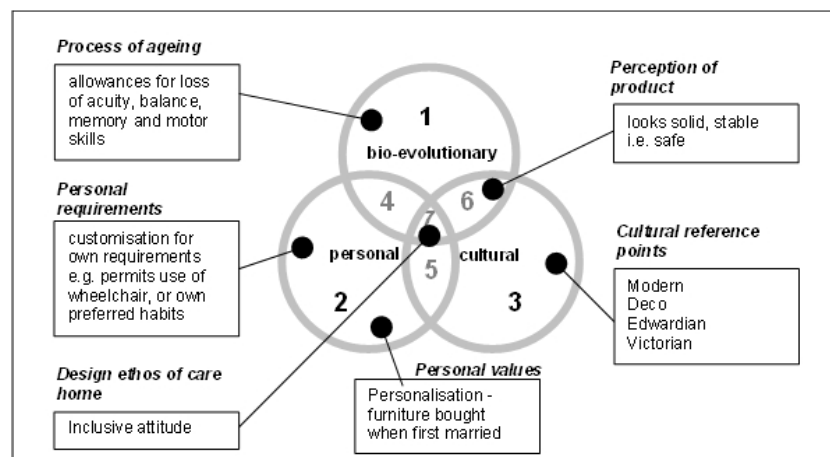 Process of ageing
allowances for loss
of acuity, balance,
memory and motor
skills
Perception of
product
looks solid, stable
i.e. safe
1
bio-evolutionary
4
6
7
Personal
requirements
customisation for
own requirements
e.g. permits use of
wheelchair, or own
preferred habits
personal
cultural
5
2
3
Cultural reference
points
Modern
Deco
Edwardian
Victorian
Design ethos of care
home
Inclusive attitude
Personal values
Personalisation -
furniture bought
when first married